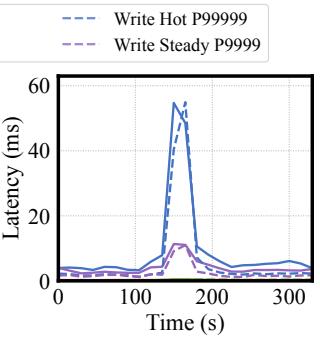 Write Hot P99999
Write Steady P9999
60
40
20
0
Latency (ms)
0 100 200 300
Time (s)